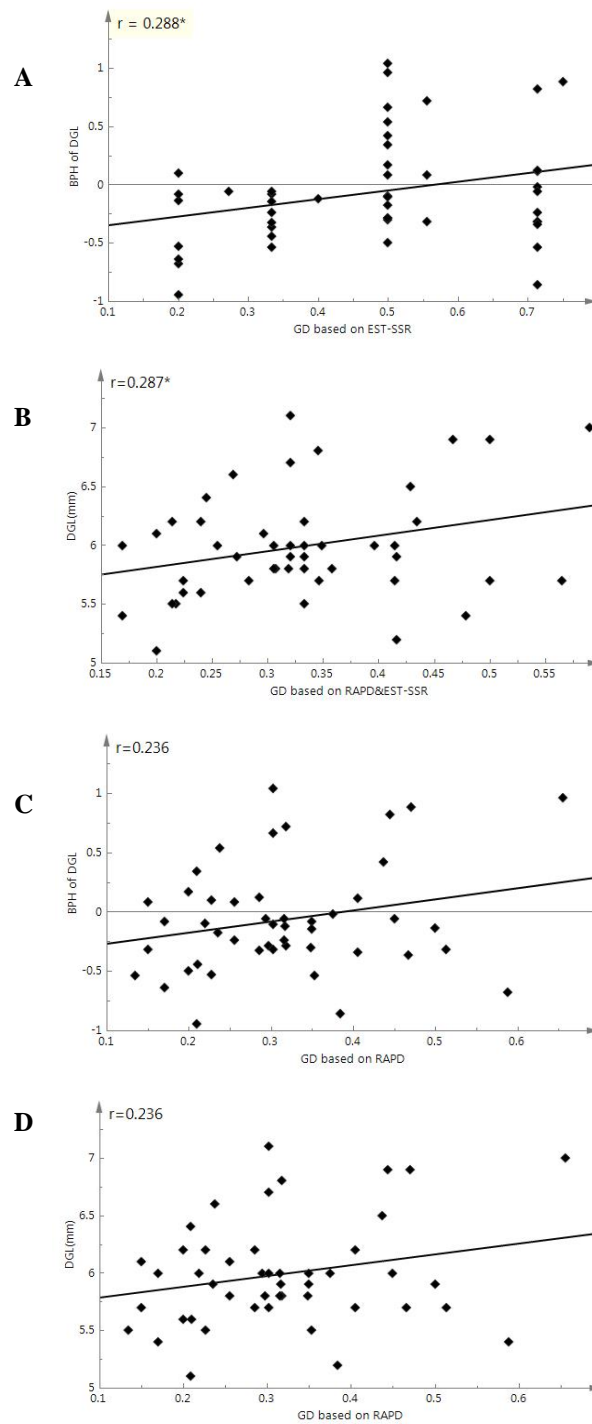 A
r = 0.288*
BPH of DGL
1
0.5
0
-0.5
-1
0.1 0.2 0.3 0.4 0.5 0.6 0.7
GD based on EST-SSR
B
r=0.287*
DGL(mm)
7
6.5
6
5.5
5
0.15 0.2 0.25 0.3 0.35 0.4 0.45 0.5 0.55
GD based on RAPD&EST-SSR
C
r=0.236
BPH of DGL
1
0.5
0
-0.5
-1
0.1 0.2 0.3 0.4 0.5 0.6
GD based on RAPD
D
r=0.236
DGL(mm)
7
6.5
6
5.5
5
0.1 0.2 0.3 0.4 0.5 0.6
GD based on RAPD